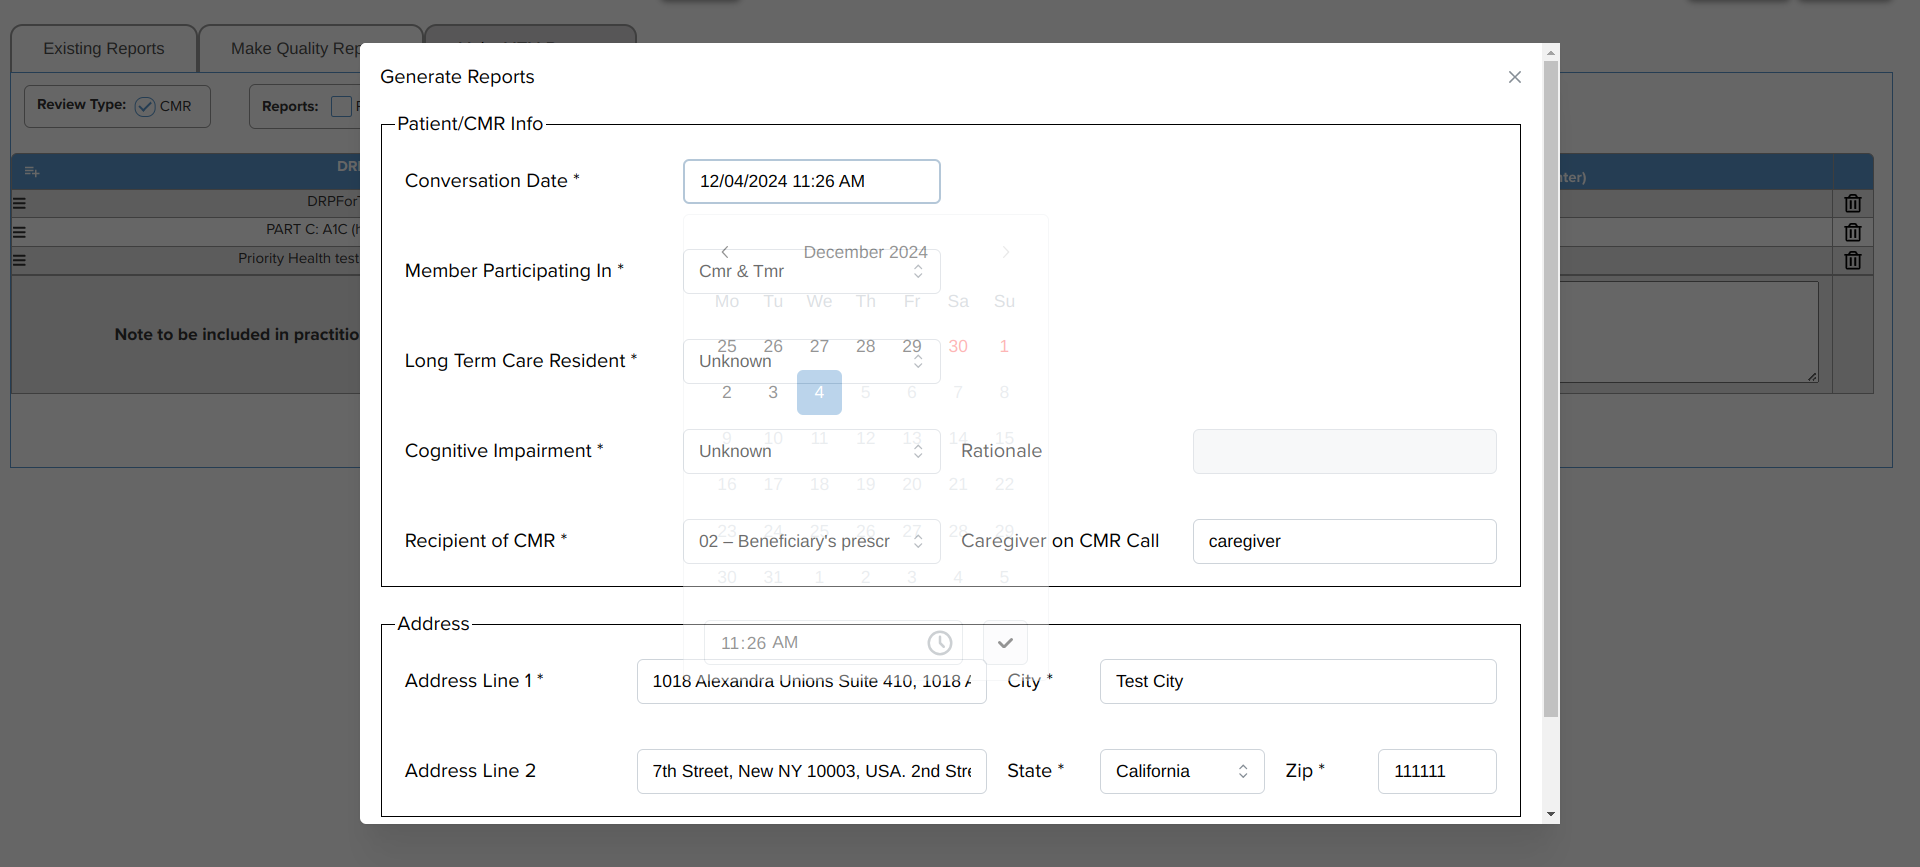 Existing Reports
Make Quality Rep
Generate Reports
Review Type: CMR
Reports:
Patient/CMR Info
Conversation Date * 12/04/2024 11:26 AM
DRP
nter)
DRPForT
PART C: A1C (h
Priority Health test
Note to be included in practitio
December 2024
Member Participating In * Cmr & Tmr
Mo Tu We Th Fr Sa Su
25 26 27 28 29 30 1
Long Term Care Resident * Unknown
2 3 4 5 6 7 8
9 10 11 12 13 14 15
Cognitive Impairment * Unknown Rationale
16 17 18 19 20 21 22
23 24 25 26 27 28 29
Recipient of CMR * 02 – Beneficiary's prescr Caregiver on CMR Call caregiver
30 31 1 2 3 4 5
Address
11:26 AM
Address Line 1 * 1018 Alexandra Unions Suite 410, 1018 A City * Test City
Address Line 2 7th Street, New NY 10003, USA. 2nd Stre State * California Zip * 111111